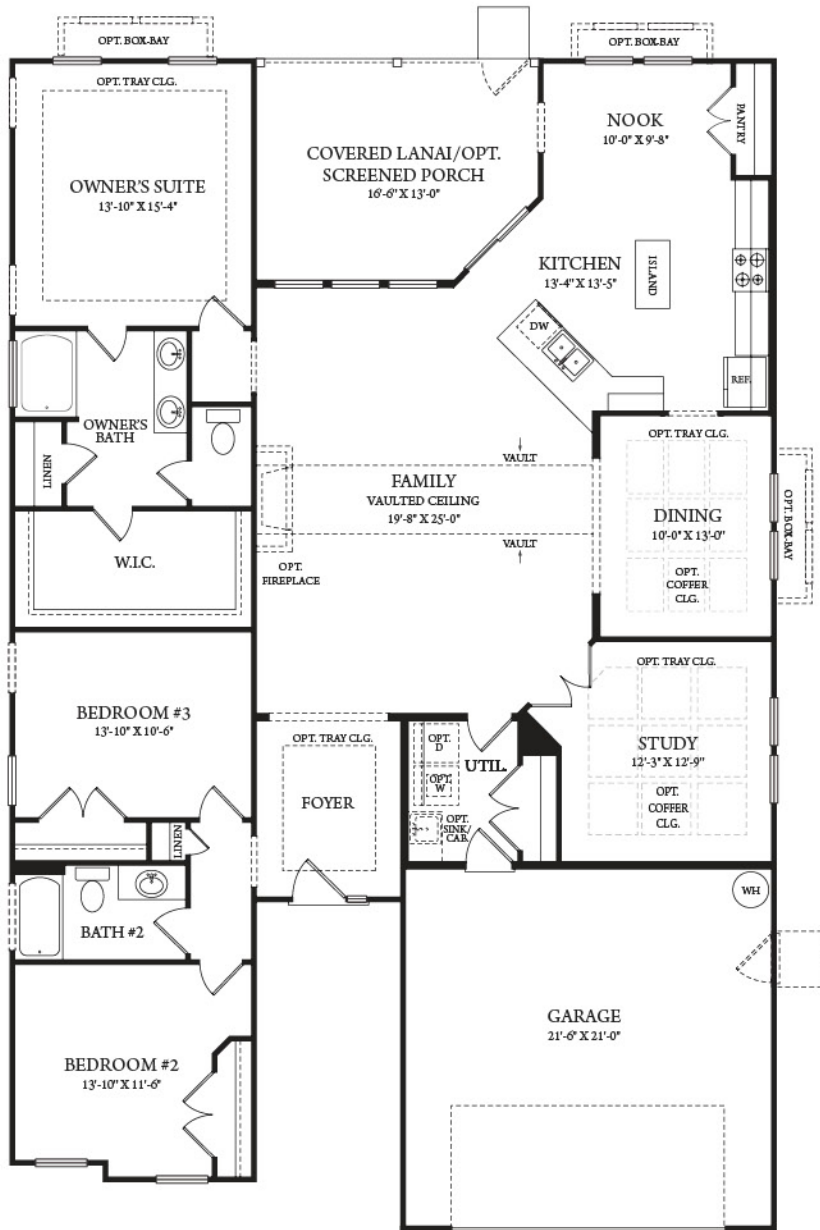 OPT. BOX-BAY
OPT. TRAY CLG.
OWNER'S SUITE
13'-10" X 15'-4"
COVERED LANAI/OPT.
SCREENED PORCH
16'-6" X 13'-0"
OPT. BOX-BAY
NOOK
10'-0" X 9'-8"
PANTRY
KITCHEN
13'-4" X 13'-5"
ISLAND
DW
REF.
OWNER'S
BATH
LINEN
W.I.C.
VAULT
FAMILY
VAULTED CEILING
19'-8" X 25'-0"
VAULT
OPT.
FIREPLACE
OPT. TRAY CLG.
DINING
10'-0" X 13'-0"
OPT.
COFFER
CLG.
OPT. BOX-BAY
BEDROOM #3
13'-10" X 10'-6"
LINEN
OPT. TRAY CLG.
FOYER
OPT.
D
OPT.
W
UTIL.
OPT.
SINK/
CAB.
OPT. TRAY CLG.
STUDY
12'-3" X 12'-9"
OPT.
COFFER
CLG.
BATH #2
BEDROOM #2
13'-10" X 11'-6"
WH
GARAGE
21'-6" X 21'-0"